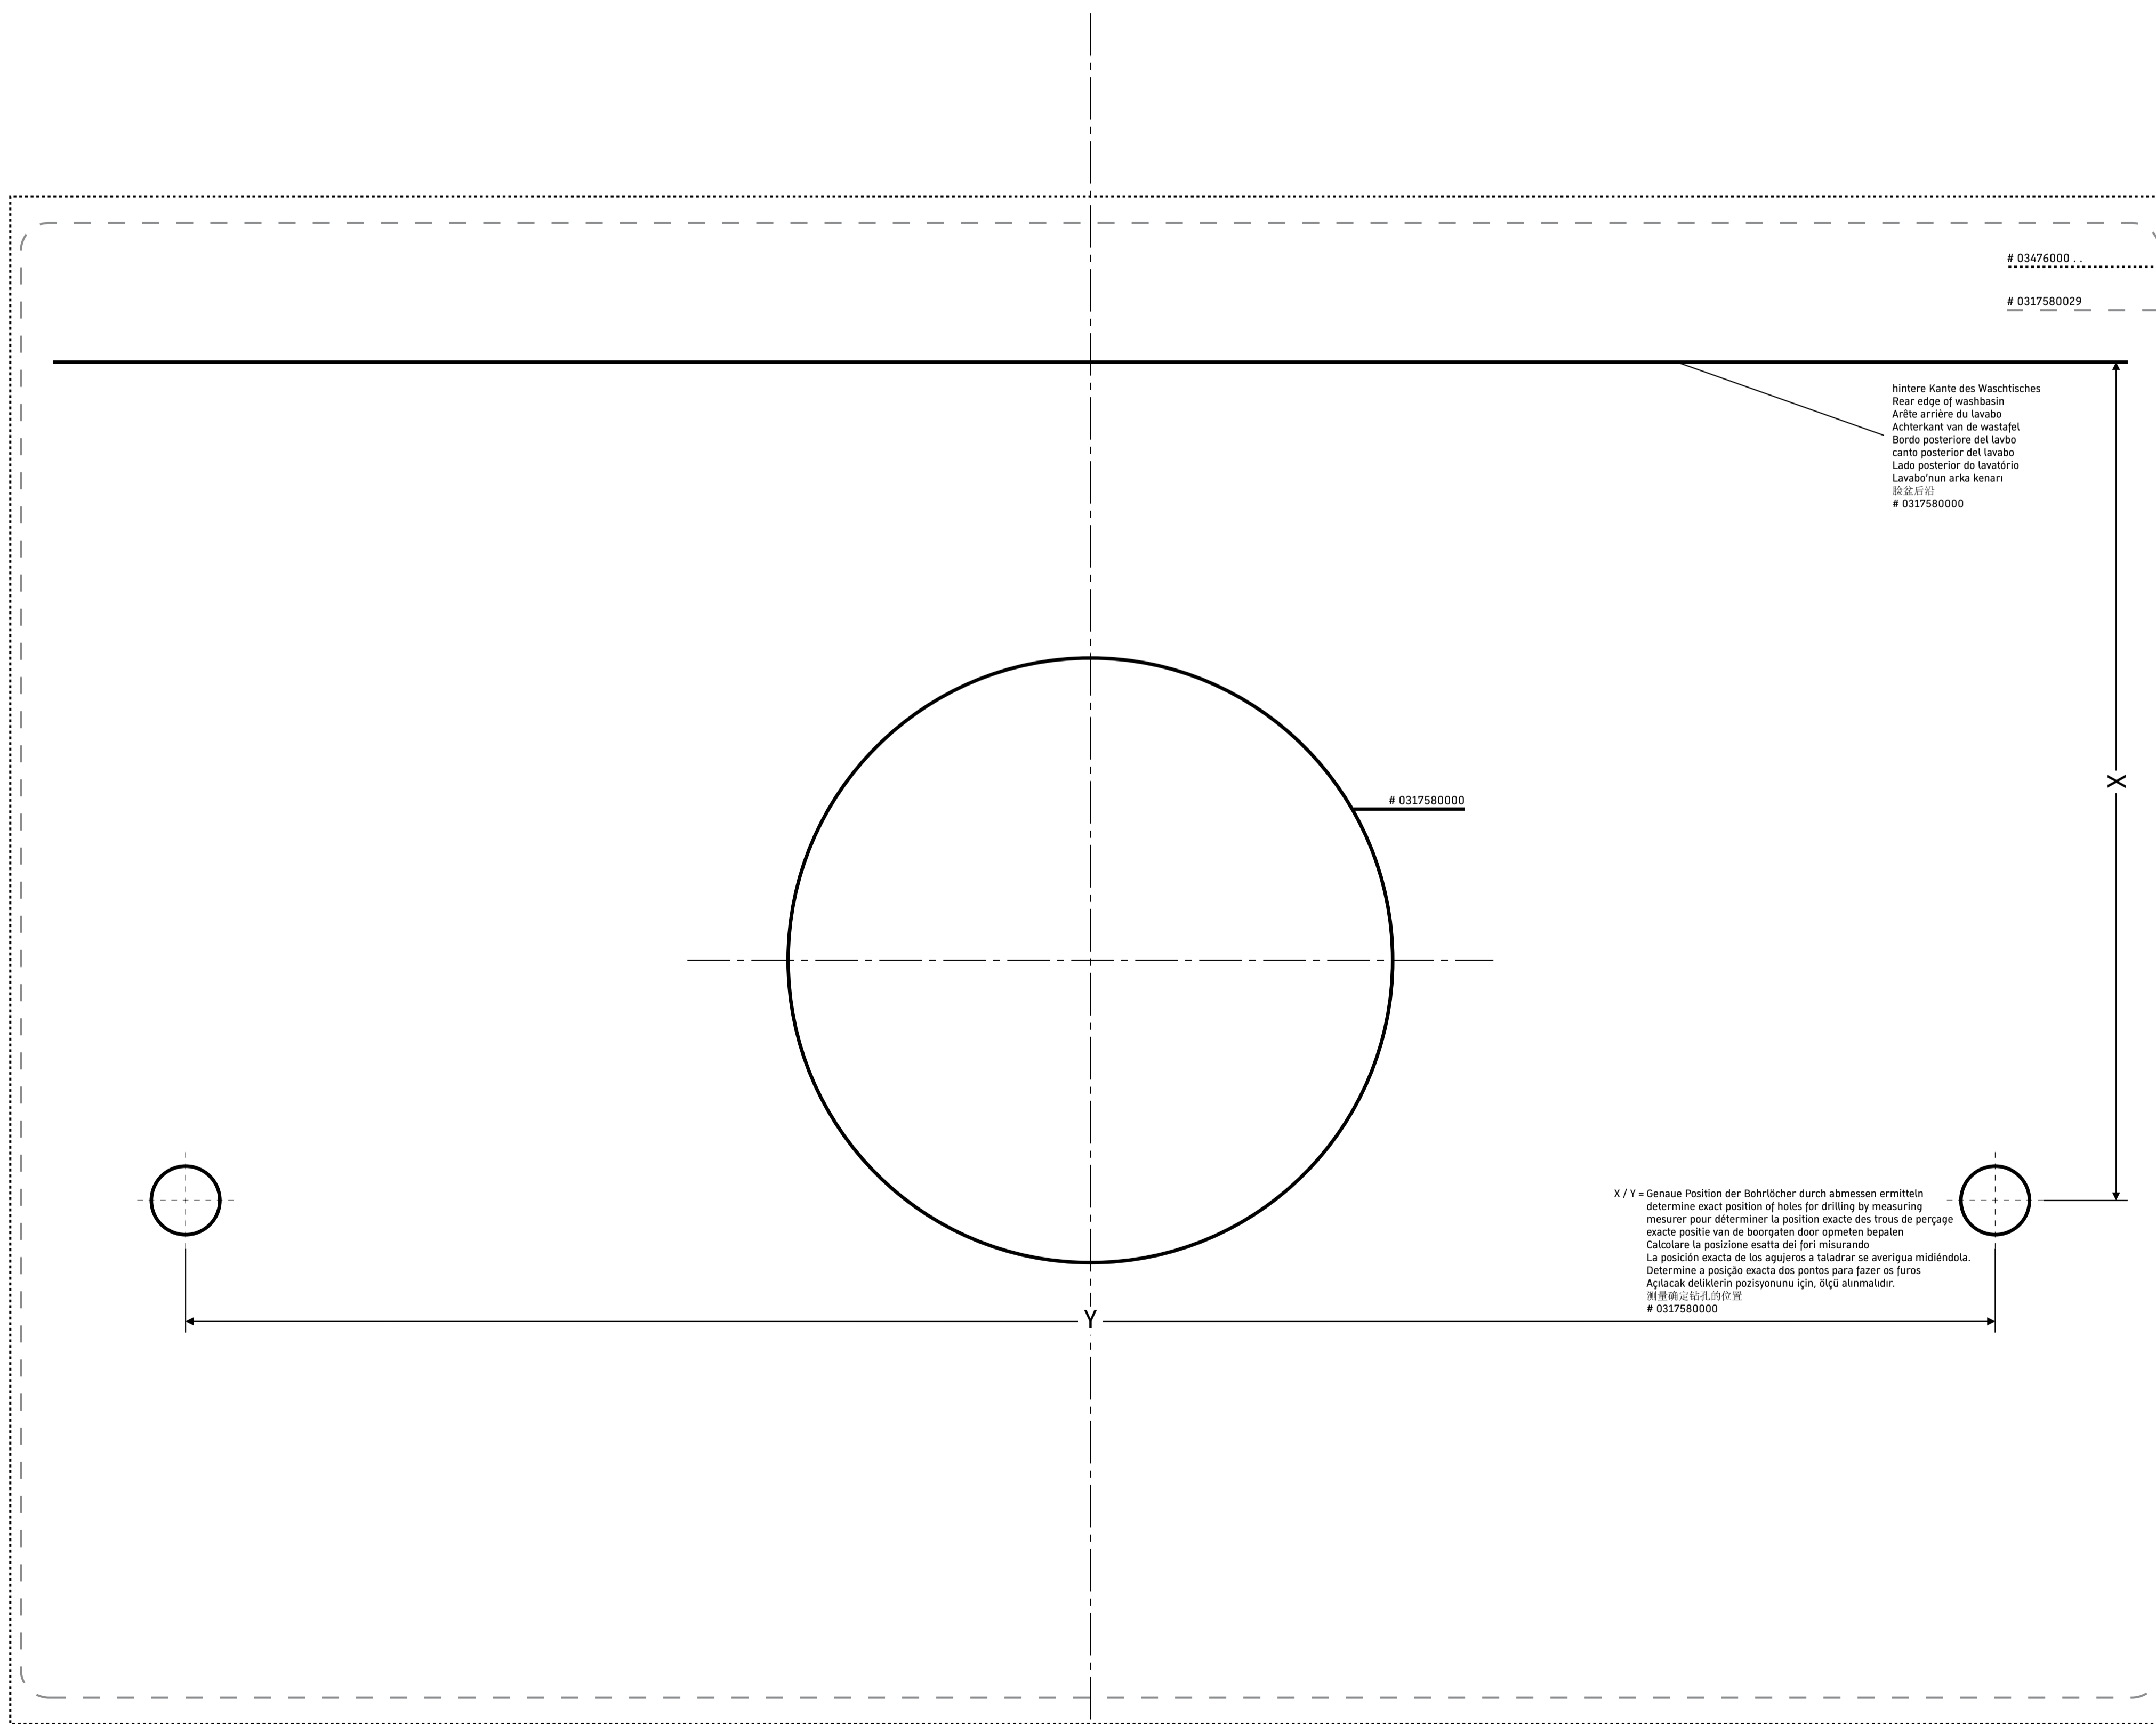 # 03476000 . .
# 0317580029
hintere Kante des Waschtisches
Rear edge of washbasin
Arête arrière du lavabo
Achterkant van de wastafel
Bordo posteriore del lavbo
canto posterior del lavabo
Lado posterior do lavatório
Lavabo'nun arka kenarı
脸盆后沿
# 0317580000
X
# 0317580000
X / Y = Genaue Position der Bohrlöcher durch abmessen ermitteln
determine exact position of holes for drilling by measuring
mesurer pour déterminer la position exacte des trous de perçage
exacte positie van de boorgaten door opmeten bepalen
Calcolare la posizione esatta dei fori misurando
La posición exacta de los agujeros a taladrar se averigua midiéndola.
Determine a posição exacta dos pontos para fazer os furos
Açılacak deliklerin pozisyonunu için, ölçü alınmalıdır.
测量确定钻孔的位置
# 0317580000
Y